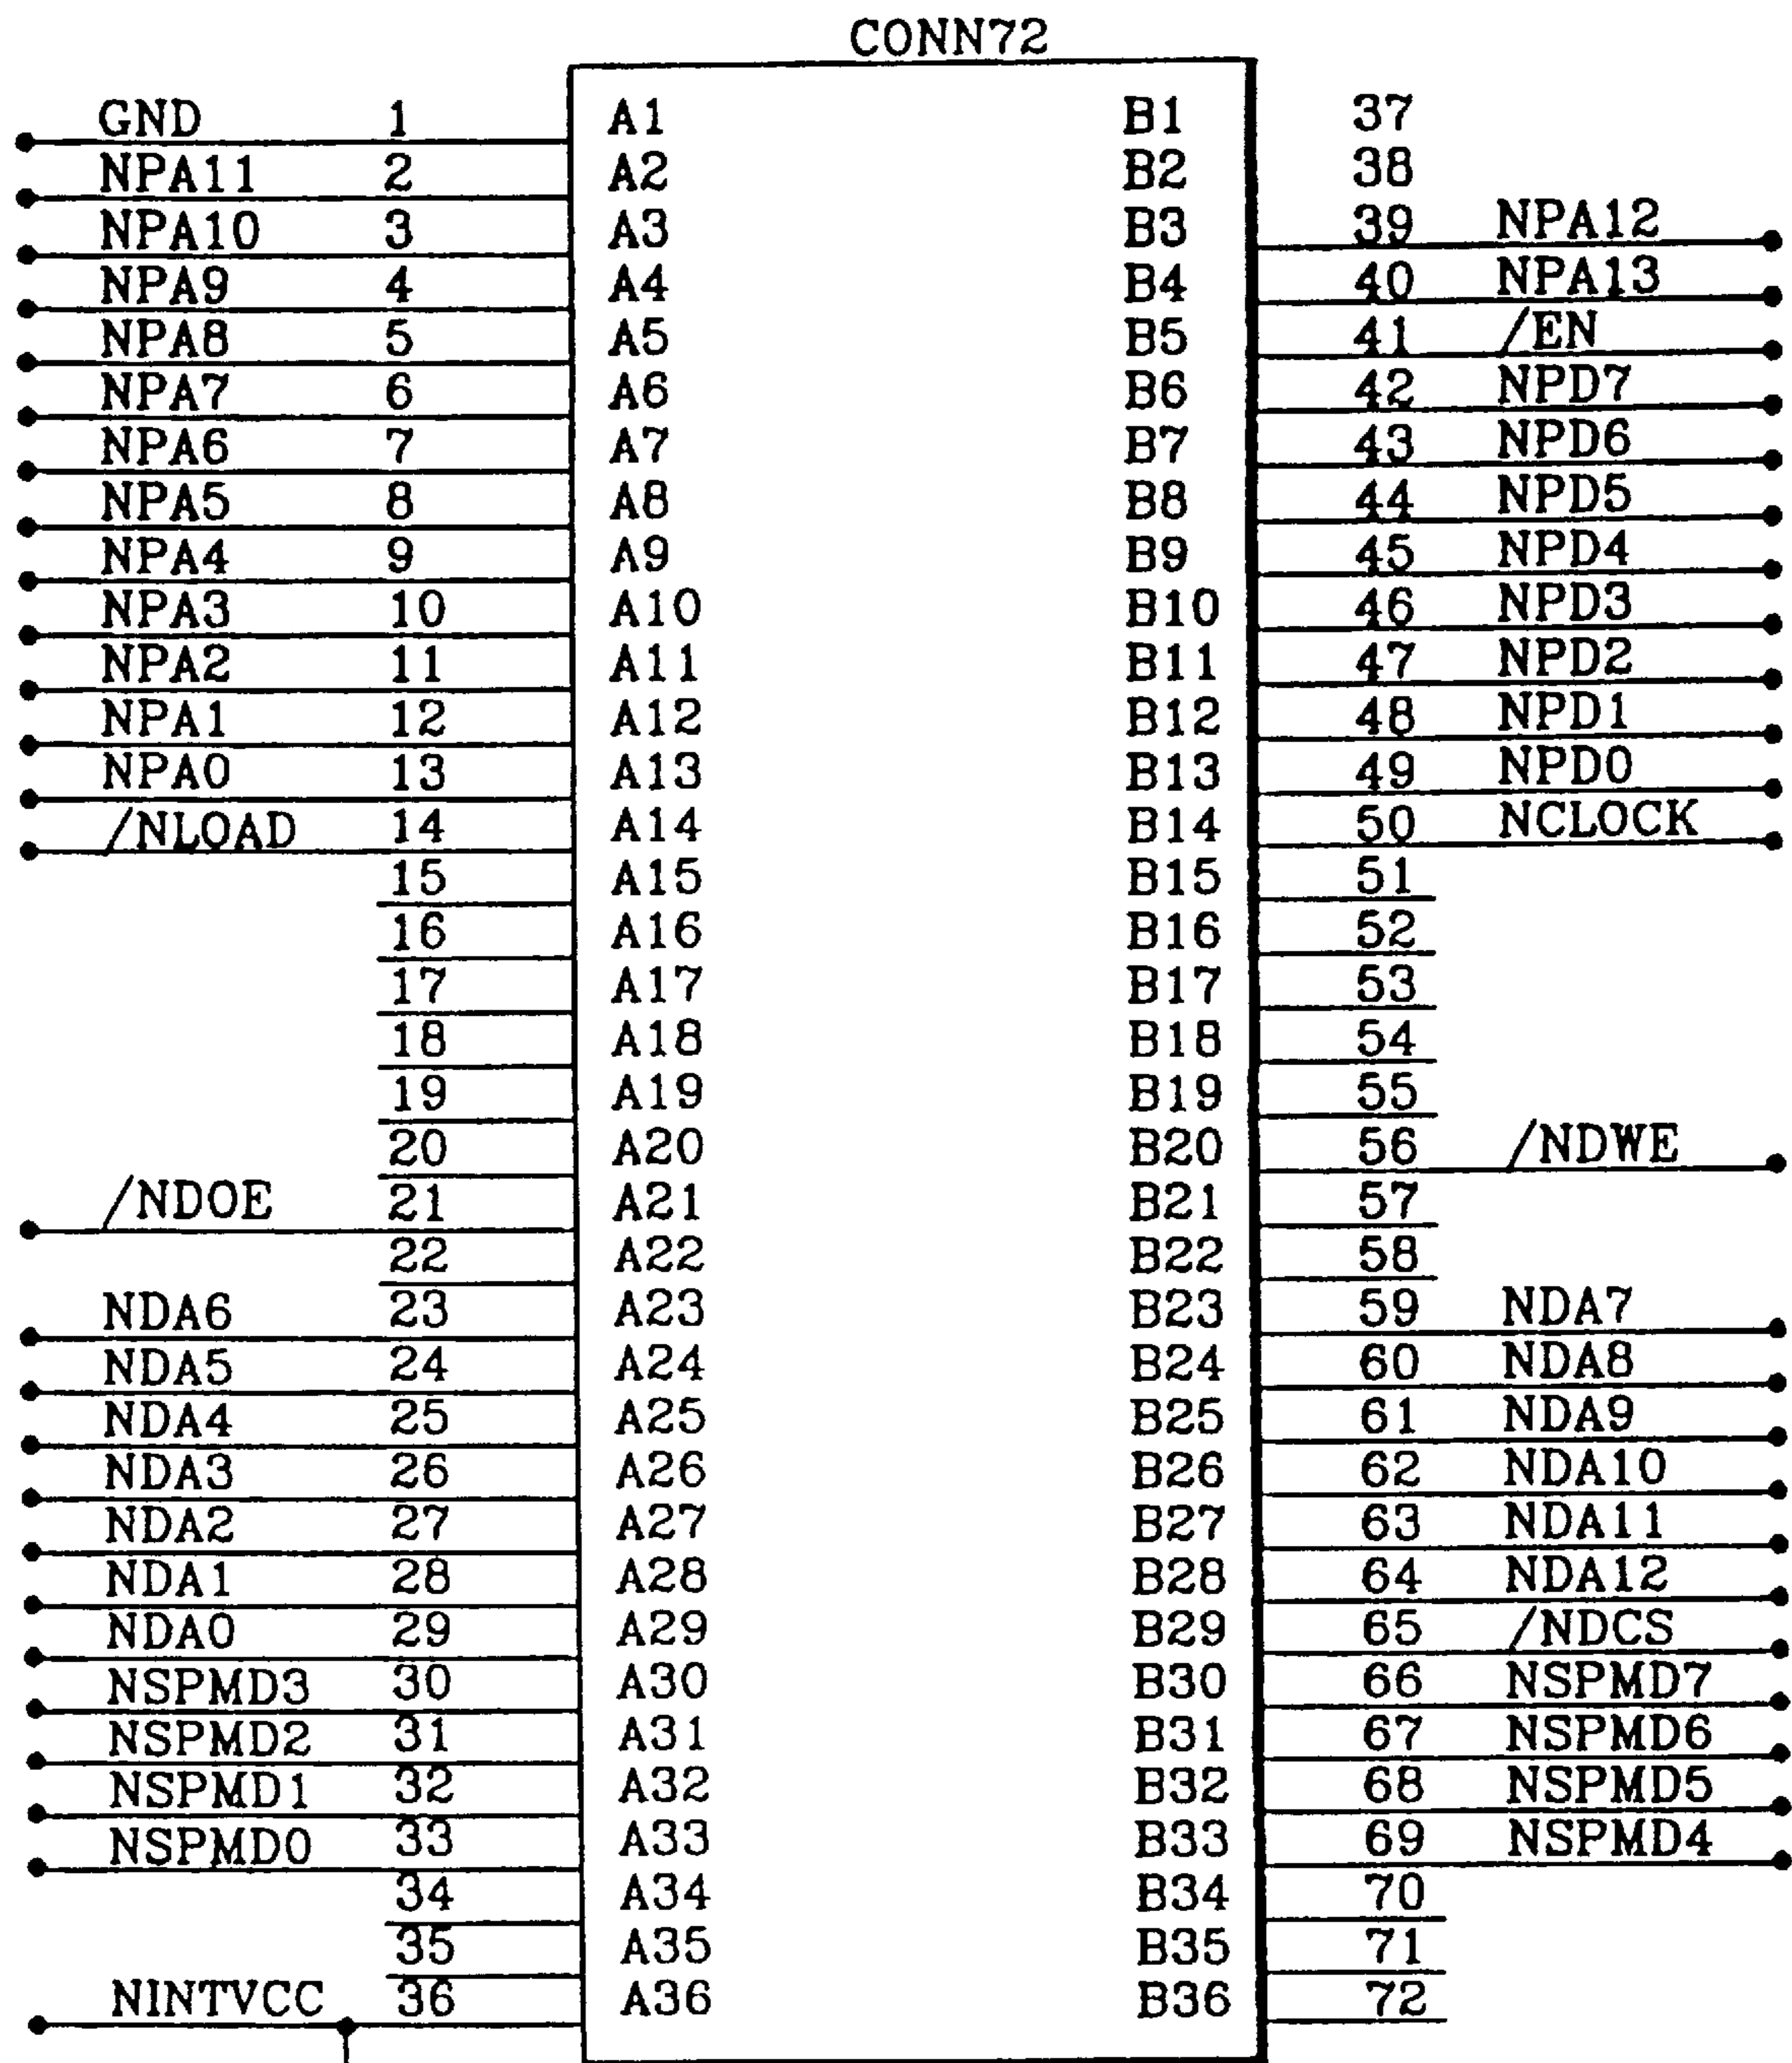 CONN72
GND 1 A1 B1 37
NPA11 2 A2 B2 38
NPA10 3 A3 B3 39 NPA12
NPA9 4 A4 B4 40 NPA13
NPA8 5 A5 B5 41 /EN
NPA7 6 A6 B6 42 NPD7
NPA6 7 A7 B7 43 NPD6
NPA5 8 A8 B8 44 NPD5
NPA4 9 A9 B9 45 NPD4
NPA3 10 A10 B10 46 NPD3
NPA2 11 A11 B11 47 NPD2
NPA1 12 A12 B12 48 NPD1
NPA0 13 A13 B13 49 NPD0
/NLOAD 14 A14 B14 50 NCLOCK
15 A15 B15 51
16 A16 B16 52
17 A17 B17 53
18 A18 B18 54
19 A19 B19 55
20 A20 B20 56 /NDWE
/NDOE 21 A21 B21 57
22 A22 B22 58
NDA6 23 A23 B23 59 NDA7
NDA5 24 A24 B24 60 NDA8
NDA4 25 A25 B25 61 NDA9
NDA3 26 A26 B26 62 NDA10
NDA2 27 A27 B27 63 NDA11
NDA1 28 A28 B28 64 NDA12
NDA0 29 A29 B29 65 /NDCS
NSPMD3 30 A30 B30 66 NSPMD7
NSPMD2 31 A31 B31 67 NSPMD6
NSPMD1 32 A32 B32 68 NSPMD5
NSPMD0 33 A33 B33 69 NSPMD4
34 A34 B34 70
35 A35 B35 71
NINTVCC 36 A36 B36 72